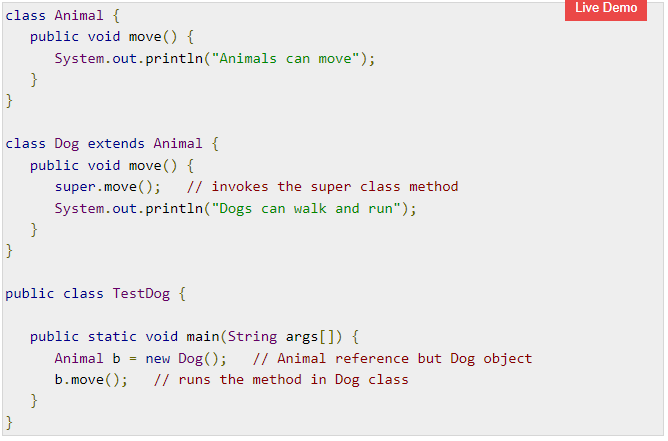 Live Demo
class Animal {
   public void move() {
      System.out.println("Animals can move");
   }
}

class Dog extends Animal {
   public void move() {
      super.move();   // invokes the super class method
      System.out.println("Dogs can walk and run");
   }
}

public class TestDog {

   public static void main(String args[]) {
      Animal b = new Dog();   // Animal reference but Dog object
      b.move();   // runs the method in Dog class
   }
}